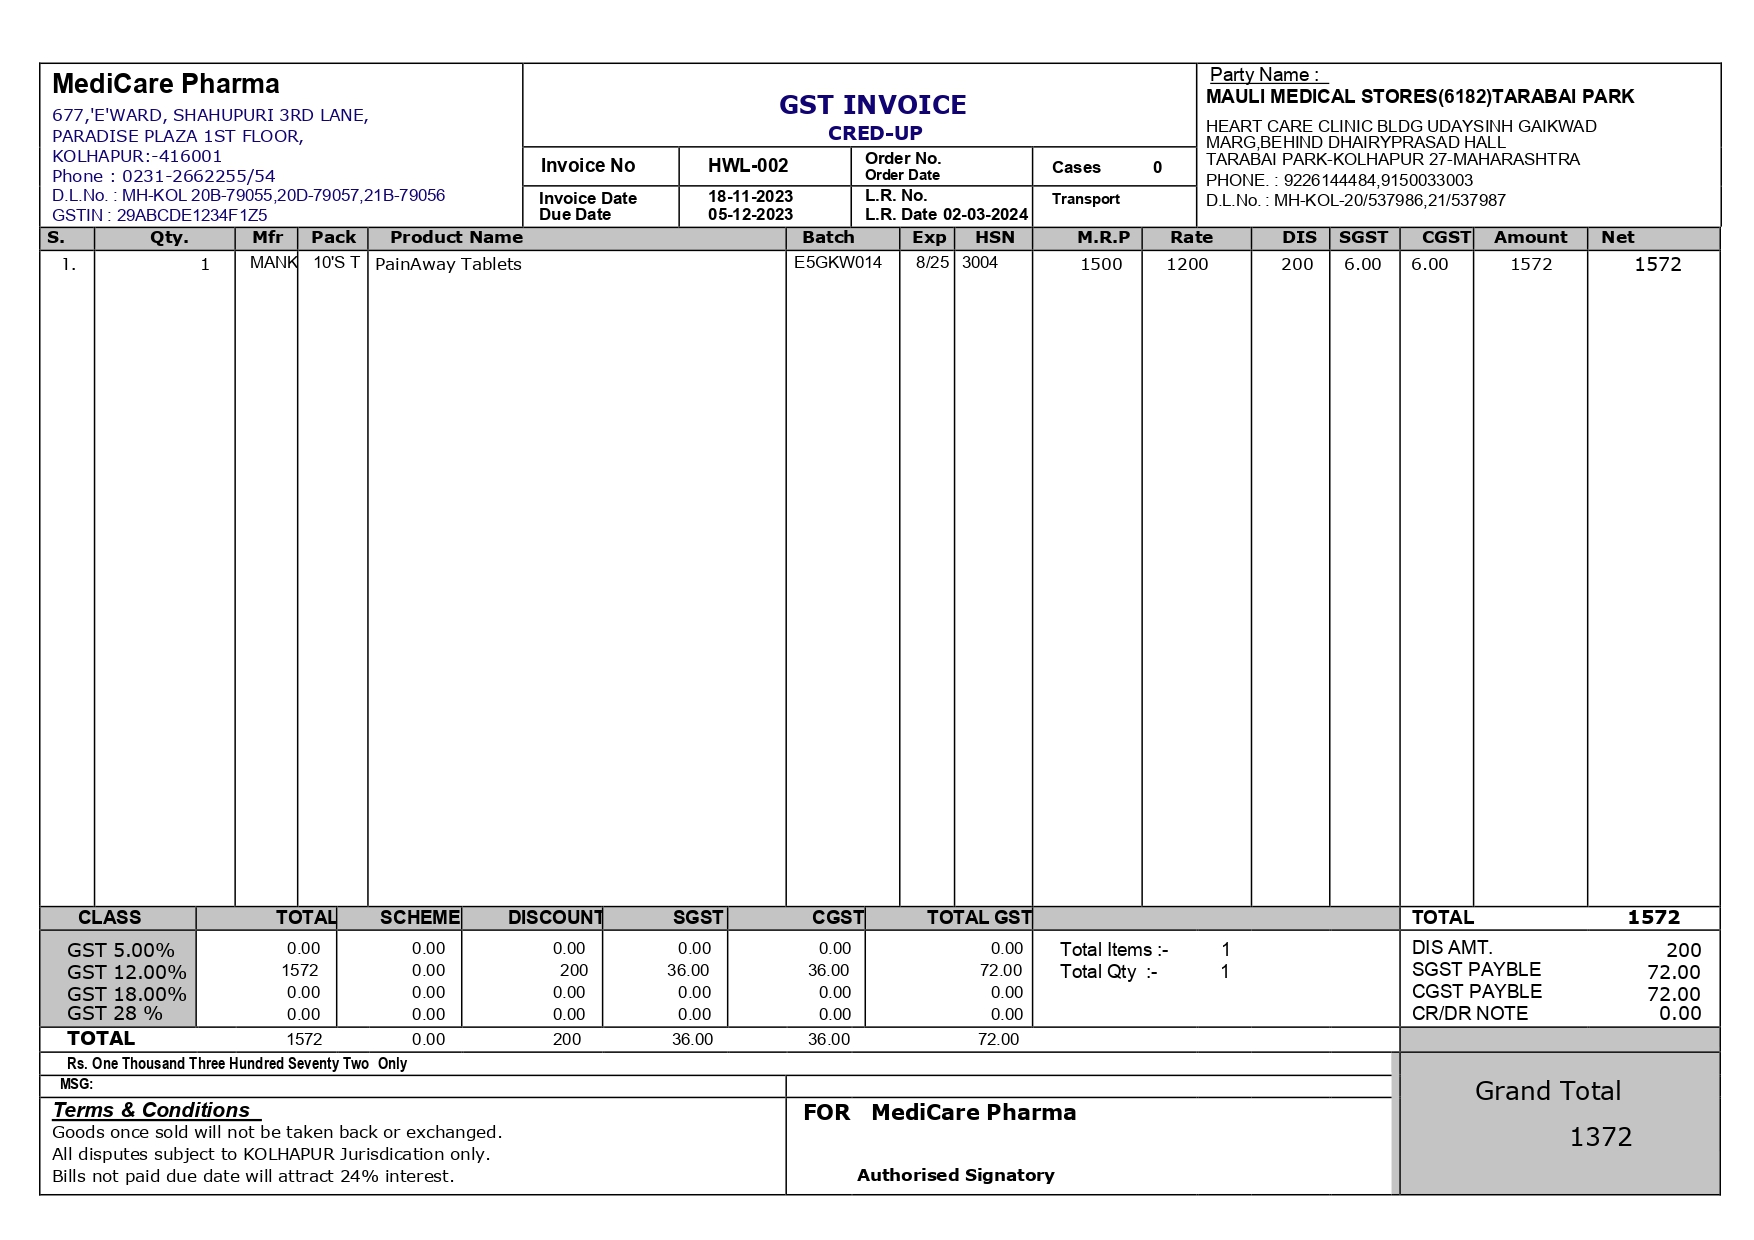 MediCare Pharma
677,'E'WARD, SHAHUPURI 3RD LANE,
PARADISE PLAZA 1ST FLOOR,
KOLHAPUR:-416001
Phone : 0231-2662255/54
D.L.No. : MH-KOL 20B-79055,20D-79057,21B-79056
GSTIN : 29ABCDE1234F1Z5
GST INVOICE
CRED-UP
Invoice No HWL-002
Order No.
Order Date
Cases 0
Invoice Date 18-11-2023
Due Date 05-12-2023
L.R. No.
L.R. Date 02-03-2024
Transport
Party Name :
MAULI MEDICAL STORES(6182)TARABAI PARK
HEART CARE CLINIC BLDG UDAYSINH GAIKWAD
MARG,BEHIND DHAIRYPRASAD HALL
TARABAI PARK-KOLHAPUR 27-MAHARASHTRA
PHONE. : 9226144484,9150033003
D.L.No. : MH-KOL-20/537986,21/537987
S. Qty. Mfr Pack Product Name Batch Exp HSN M.R.P Rate DIS SGST CGST Amount Net
1. 1 MANK 10'S T PainAway Tablets E5GKW014 8/25 3004 1500 1200 200 6.00 6.00 1572 1572
CLASS TOTAL SCHEME DISCOUNT SGST CGST TOTAL GST
GST 5.00% 0.00 0.00 0.00 0.00 0.00 0.00
GST 12.00% 1572 0.00 200 36.00 36.00 72.00
GST 18.00% 0.00 0.00 0.00 0.00 0.00 0.00
GST 28 % 0.00 0.00 0.00 0.00 0.00 0.00
TOTAL 1572 0.00 200 36.00 36.00 72.00
Total Items :- 1
Total Qty :- 1
TOTAL 1572
DIS AMT. 200
SGST PAYBLE 72.00
CGST PAYBLE 72.00
CR/DR NOTE 0.00
Rs. One Thousand Three Hundred Seventy Two Only
MSG:
Terms & Conditions
Goods once sold will not be taken back or exchanged.
All disputes subject to KOLHAPUR Jurisdication only.
Bills not paid due date will attract 24% interest.
FOR MediCare Pharma
Authorised Signatory
Grand Total
1372